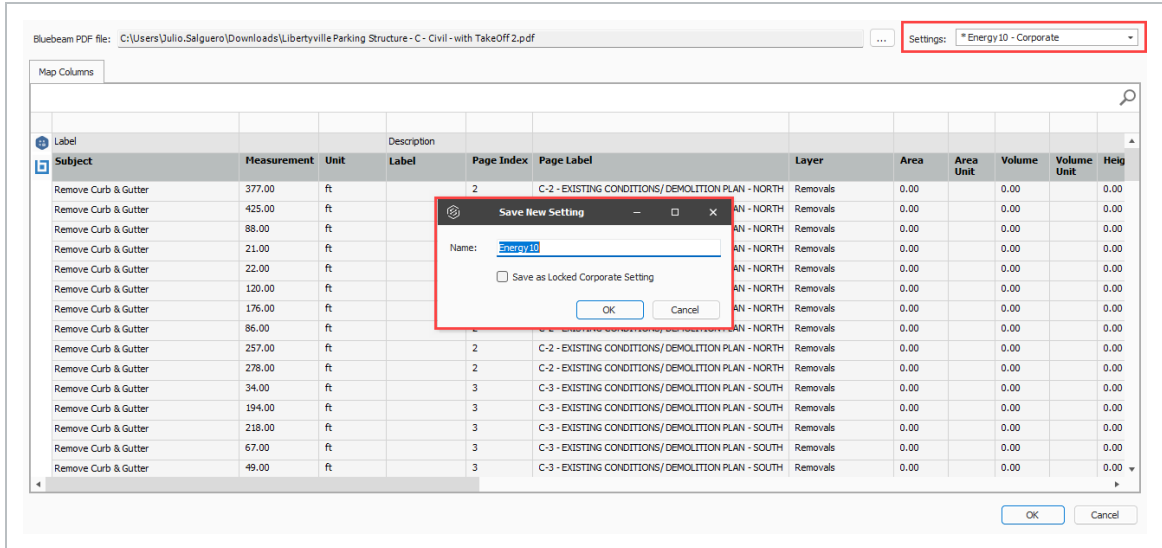 Bluebeam PDF file: C:\Users\Julio.Salguero\Downloads\Libertyville Parking Structure - C - Civil - with TakeOff 2.pdf ... Settings: * Energy10 - Corporate
Map Columns
Label Description
Subject Measurement Unit Label Page Index Page Label Layer Area Area Unit Volume Volume Unit Heig
Remove Curb & Gutter 377.00 ft 2 C-2 - EXISTING CONDITIONS/ DEMOLITION PLAN - NORTH Removals 0.00 0.00 0.00
Remove Curb & Gutter 425.00 ft AN - NORTH Removals 0.00 0.00 0.00
Remove Curb & Gutter 88.00 ft AN - NORTH Removals 0.00 0.00 0.00
Remove Curb & Gutter 21.00 ft AN - NORTH Removals 0.00 0.00 0.00
Remove Curb & Gutter 22.00 ft AN - NORTH Removals 0.00 0.00 0.00
Remove Curb & Gutter 120.00 ft AN - NORTH Removals 0.00 0.00 0.00
Remove Curb & Gutter 176.00 ft AN - NORTH Removals 0.00 0.00 0.00
Remove Curb & Gutter 86.00 ft AN - NORTH Removals 0.00 0.00 0.00
Save New Setting
Name: Energy10
Save as Locked Corporate Setting
OK Cancel
Remove Curb & Gutter 257.00 ft 2 C-2 - EXISTING CONDITIONS/ DEMOLITION PLAN - NORTH Removals 0.00 0.00 0.00
Remove Curb & Gutter 278.00 ft 2 C-2 - EXISTING CONDITIONS/ DEMOLITION PLAN - NORTH Removals 0.00 0.00 0.00
Remove Curb & Gutter 34.00 ft 3 C-3 - EXISTING CONDITIONS/ DEMOLITION PLAN - SOUTH Removals 0.00 0.00 0.00
Remove Curb & Gutter 194.00 ft 3 C-3 - EXISTING CONDITIONS/ DEMOLITION PLAN - SOUTH Removals 0.00 0.00 0.00
Remove Curb & Gutter 218.00 ft 3 C-3 - EXISTING CONDITIONS/ DEMOLITION PLAN - SOUTH Removals 0.00 0.00 0.00
Remove Curb & Gutter 67.00 ft 3 C-3 - EXISTING CONDITIONS/ DEMOLITION PLAN - SOUTH Removals 0.00 0.00 0.00
Remove Curb & Gutter 49.00 ft 3 C-3 - EXISTING CONDITIONS/ DEMOLITION PLAN - SOUTH Removals 0.00 0.00 0.00
OK Cancel